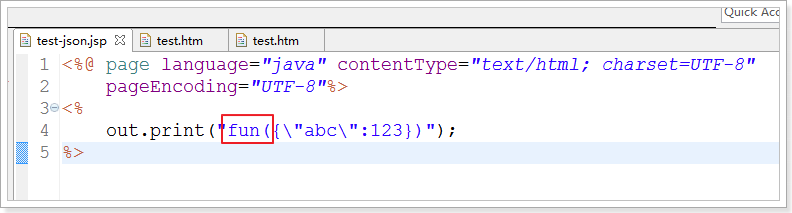 Quick Acc
test-json.jsp test.htm test.htm
1 <%@ page language="java" contentType="text/html; charset=UTF-8"
2 pageEncoding="UTF-8"%>
3 <%
4 out.print("fun({\"abc\":123})");
5 %>